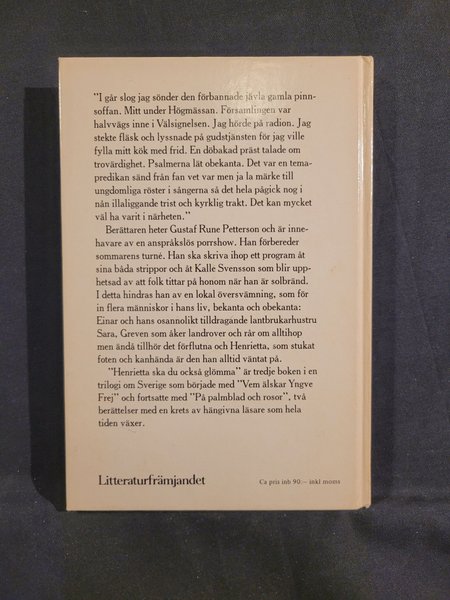 "I går slog jag sönder den förbannade jävla gamla pinn-
soffan. Mitt under Högmässan. Församlingen var
halvvägs inne i Välsignelsen. Jag hörde på radion. Jag
stekte fläsk och lyssnade på gudstjänsten för jag ville
fylla mitt kök med frid. En döbakad präst talade om
trovärdighet. Psalmerna lät obekanta. Det var en tema-
predikan sänd från fan vet var men ja la märke till
ungdomliga röster i sångerna så det hela pågick nog i
nån illaliggande trist och kyrklig trakt. Det kan mycket
väl ha varit i närheten."
Berättaren heter Gustaf Rune Petterson och är inne-
havare av en anspråkslös porrshow. Han förbereder
sommarens turné. Han ska skriva ihop ett program åt
sina båda strippor och åt Kalle Svensson som blir upp-
hetsad av att folk tittar på honom när han är solbränd.
I detta hindras han av en lokal översvämning, som för
in flera människor i hans liv, bekanta och obekanta:
Einar och hans osannolikt tilldragande lantbrukarhustru
Sara, Greven som åker landrover och rår om alltihop
men ändå tillhör det förflutna och Henrietta, som stukat
foten och kanhända är den han alltid väntat på.
"Henrietta ska du också glömma" är tredje boken i en
trilogi om Sverige som började med "Vem älskar Yngve
Frej" och fortsatte med "På palmblad och rosor", två
berättelser med en krets av hängivna läsare som hela
tiden växer.
Litteraturfrämjandet
Ca pris inb 90:– inkl moms